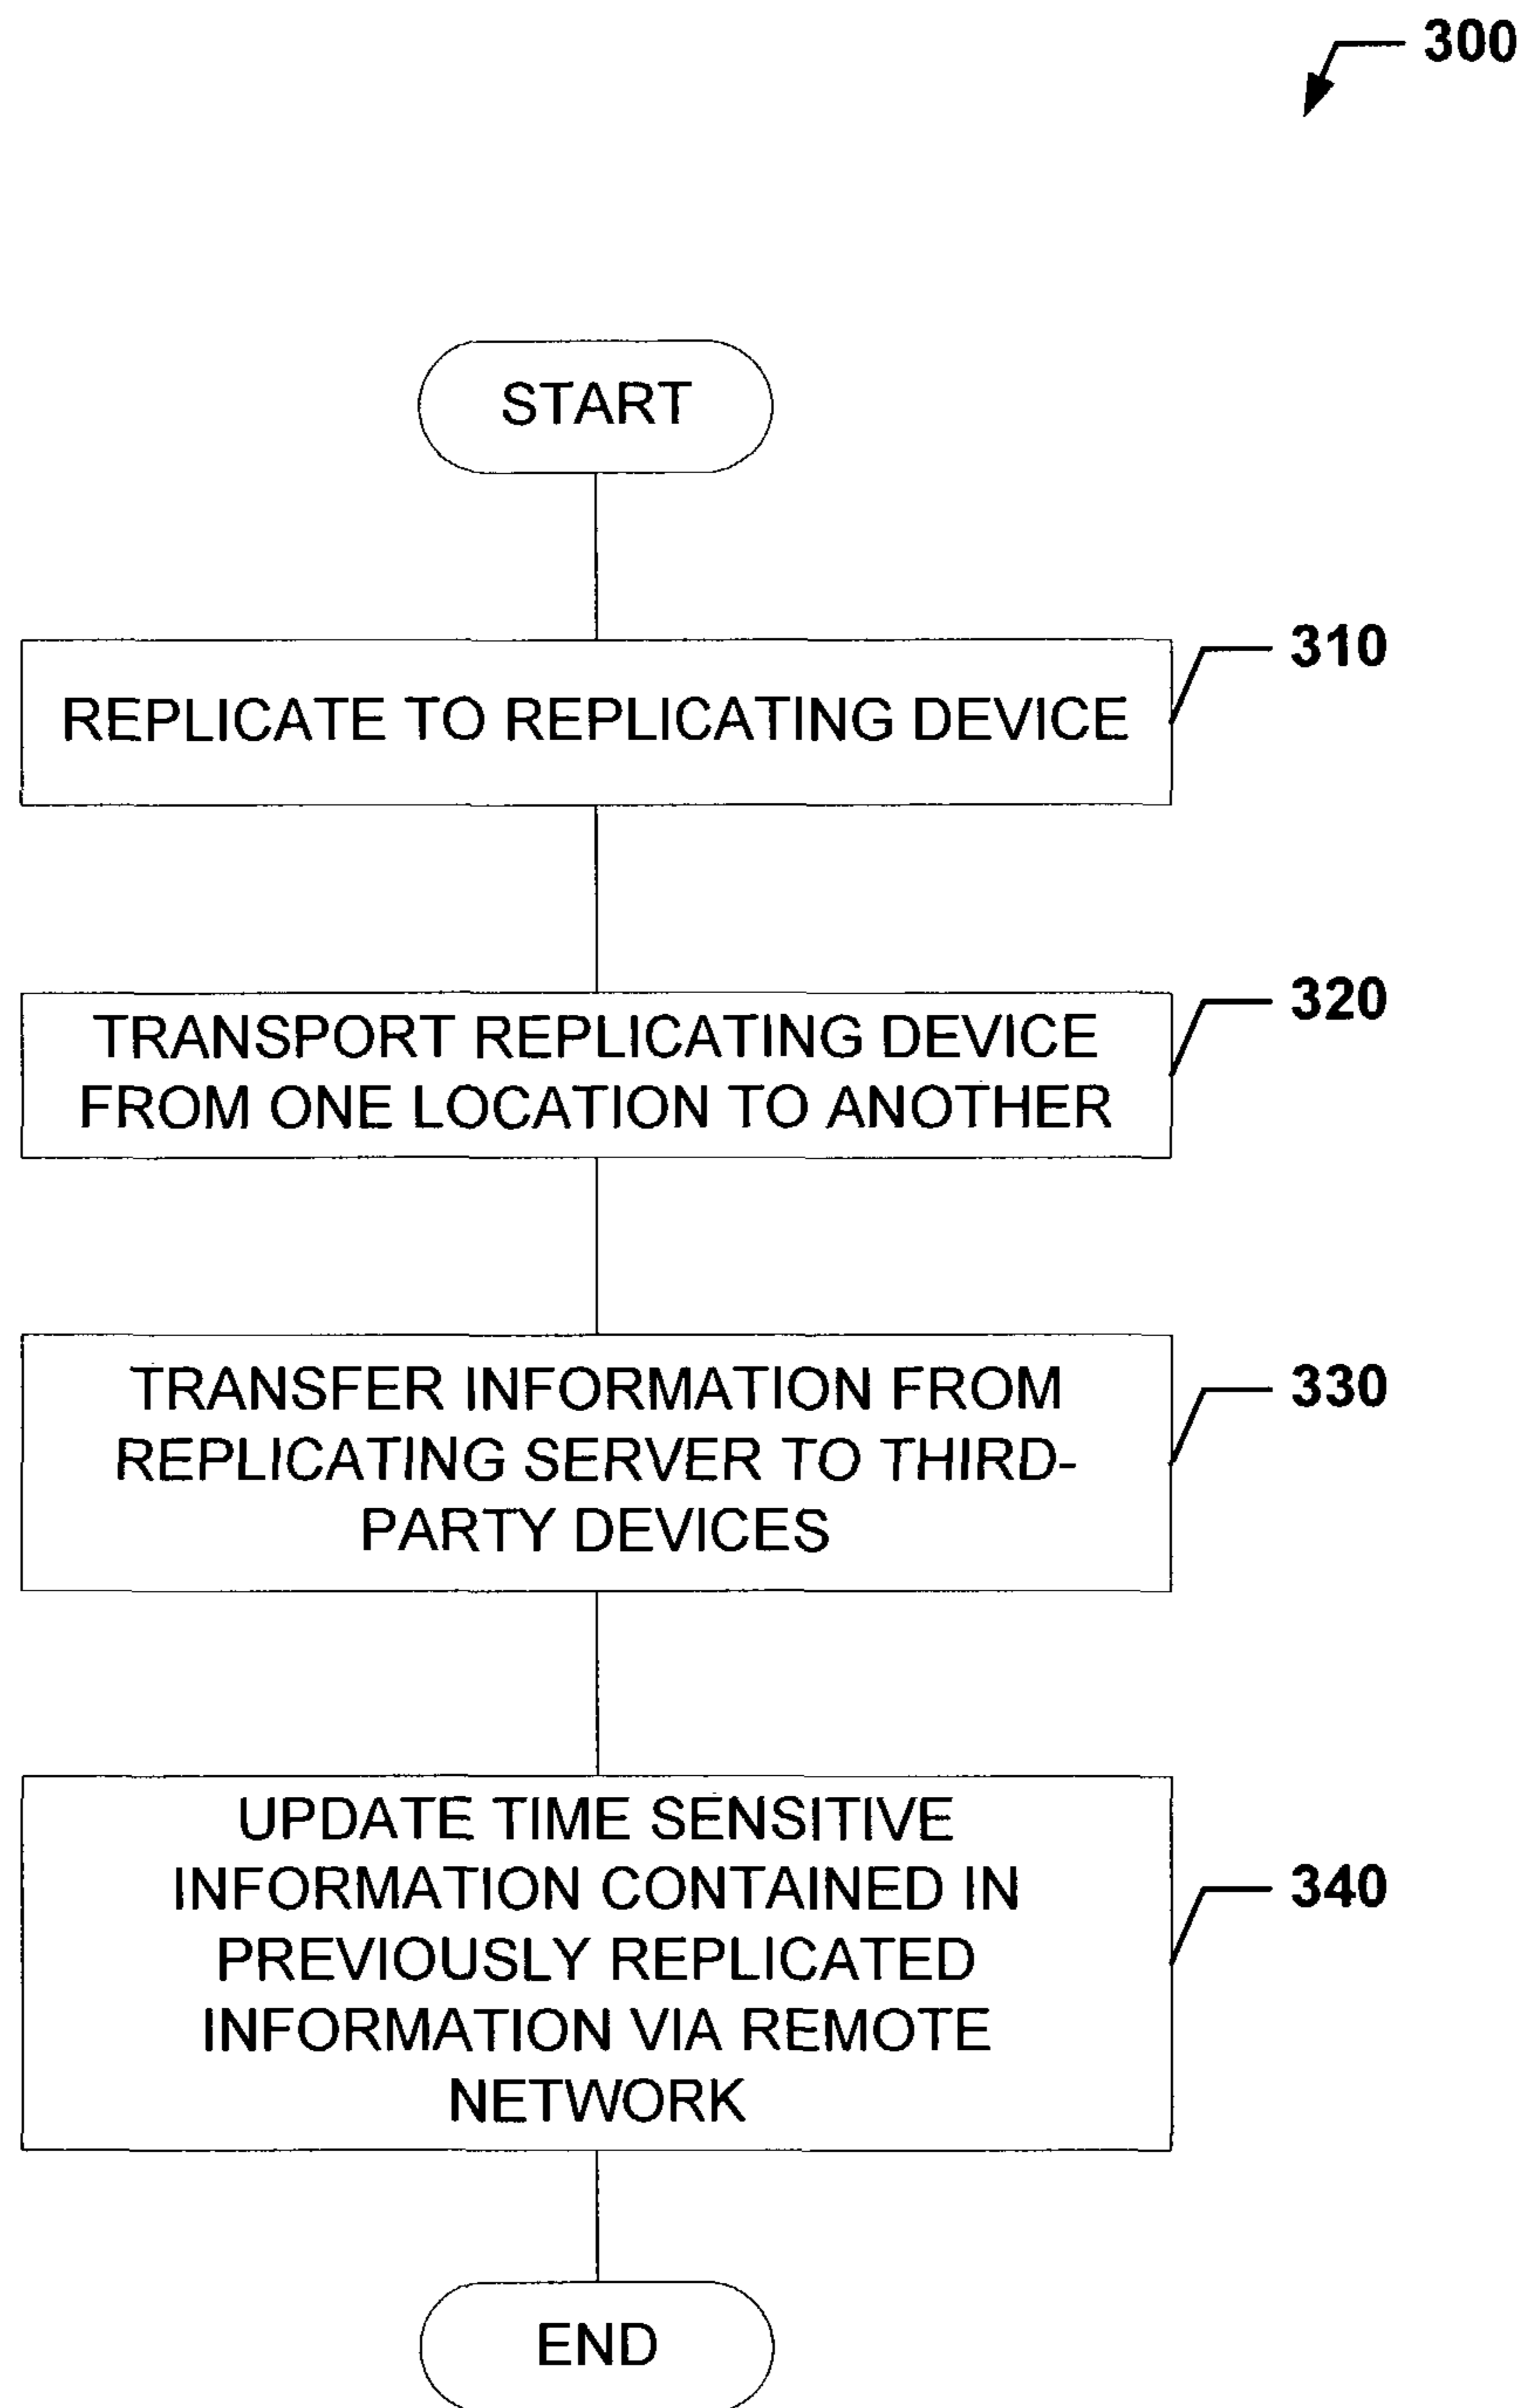 300
START
310
REPLICATE TO REPLICATING DEVICE
320
TRANSPORT REPLICATING DEVICE
FROM ONE LOCATION TO ANOTHER
330
TRANSFER INFORMATION FROM
REPLICATING SERVER TO THIRD-
PARTY DEVICES
340
UPDATE TIME SENSITIVE
INFORMATION CONTAINED IN
PREVIOUSLY REPLICATED
INFORMATION VIA REMOTE
NETWORK
END